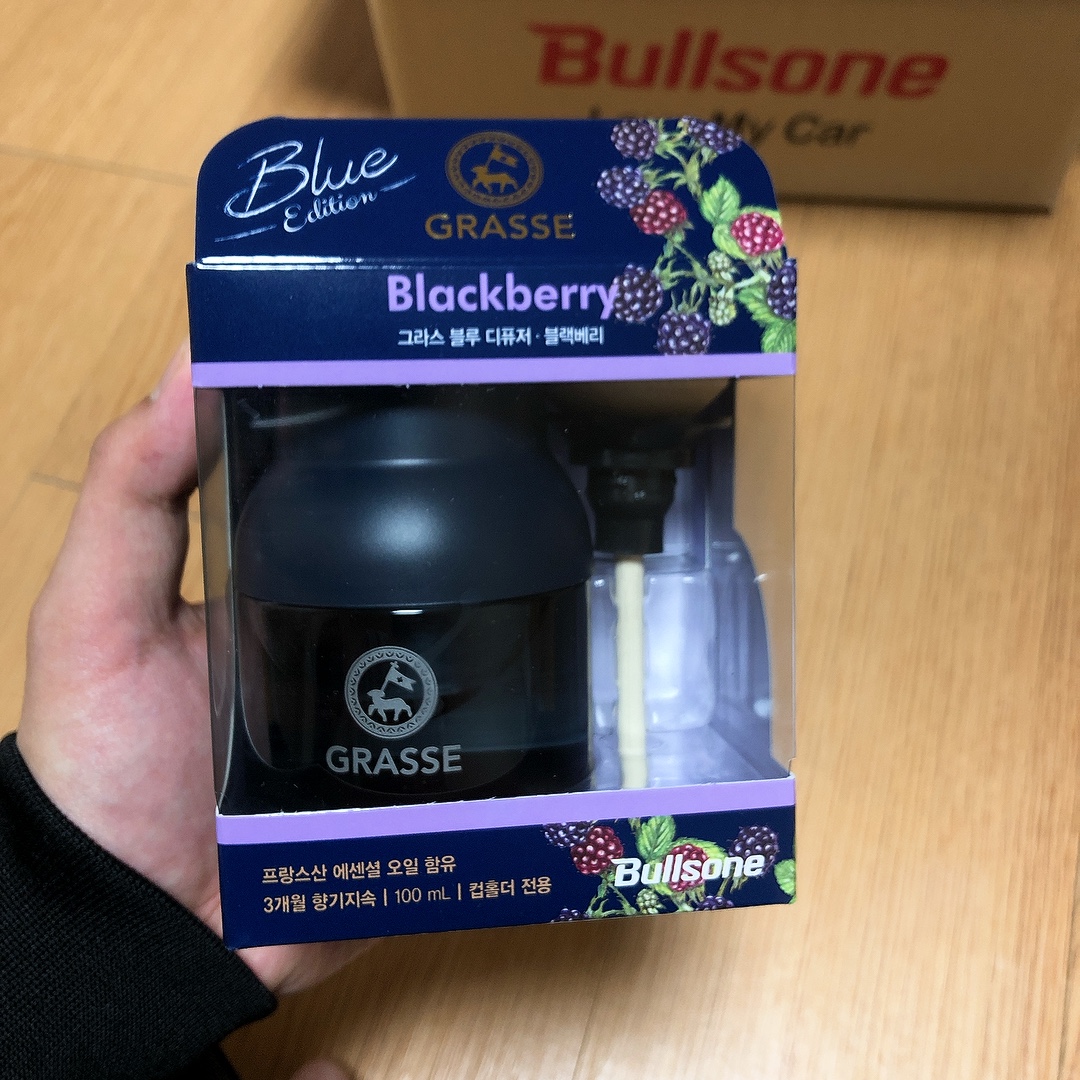 Bullsone
My Car
Blue
Edition
GRASSE
Blackberry
그라스 블루 디퓨저 · 블랙베리
GRASSE
프랑스산 에센셜 오일 함유
3개월 향기지속 | 100 mL | 컵홀더 전용
Bullsone